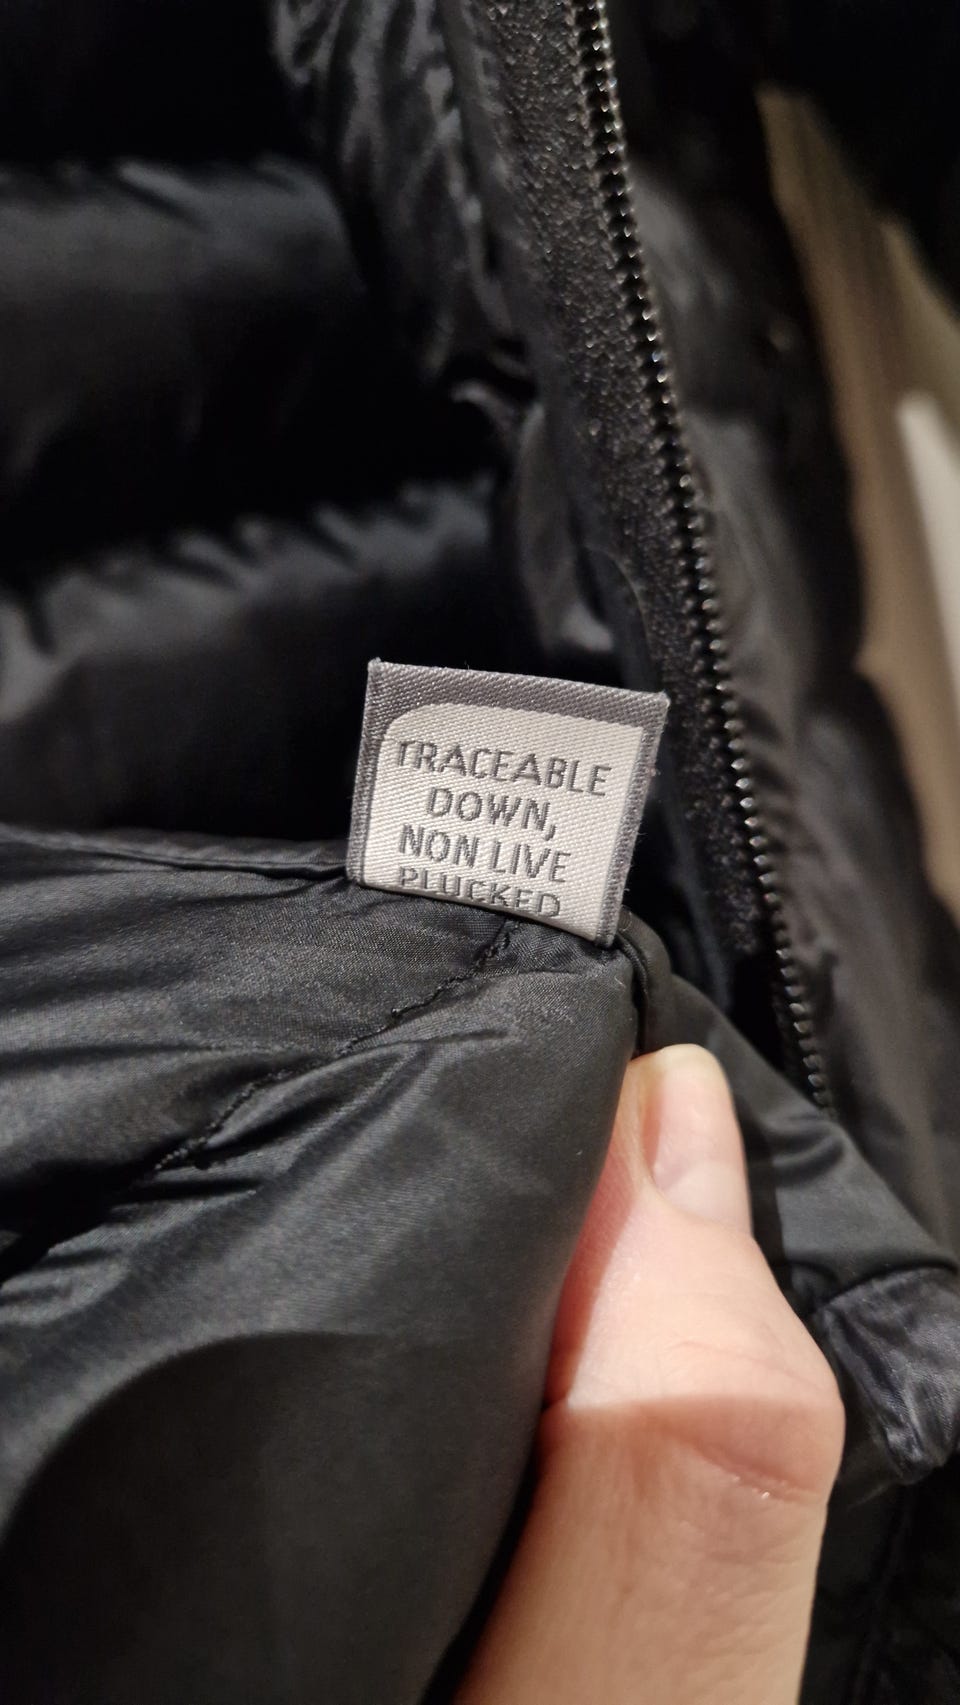 TRACEABLE
DOWN,
NON LIVE
PLUCKED